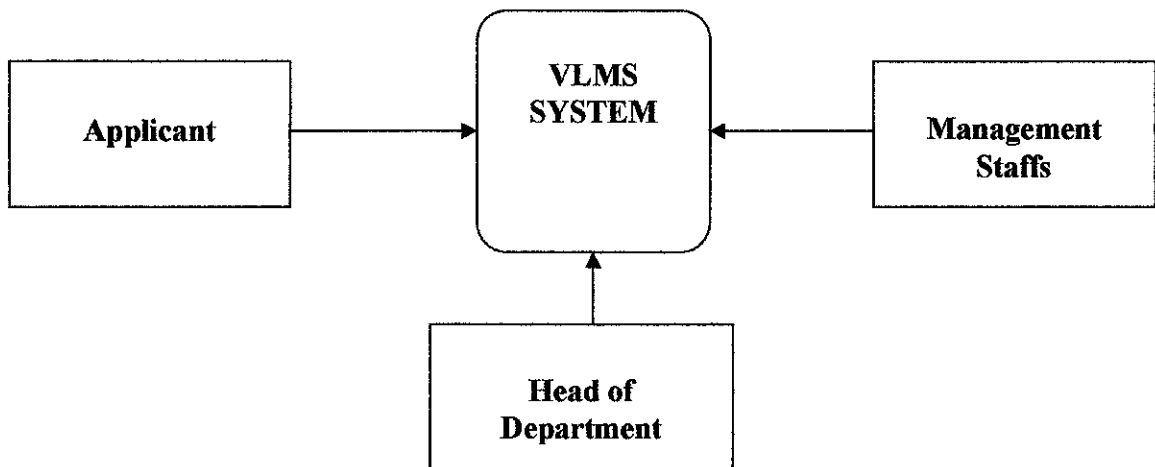 VLMS
SYSTEM
Applicant
Management
Staffs
Head of
Department